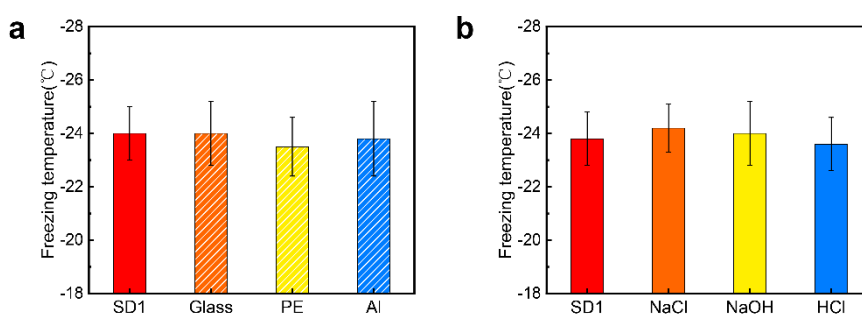 a
Freezing temperature(℃)
-28
-26
-24
-22
-20
-18
SD1 Glass PE Al
b
Freezing temperature(℃)
-28
-26
-24
-22
-20
-18
SD1 NaCl NaOH HCl